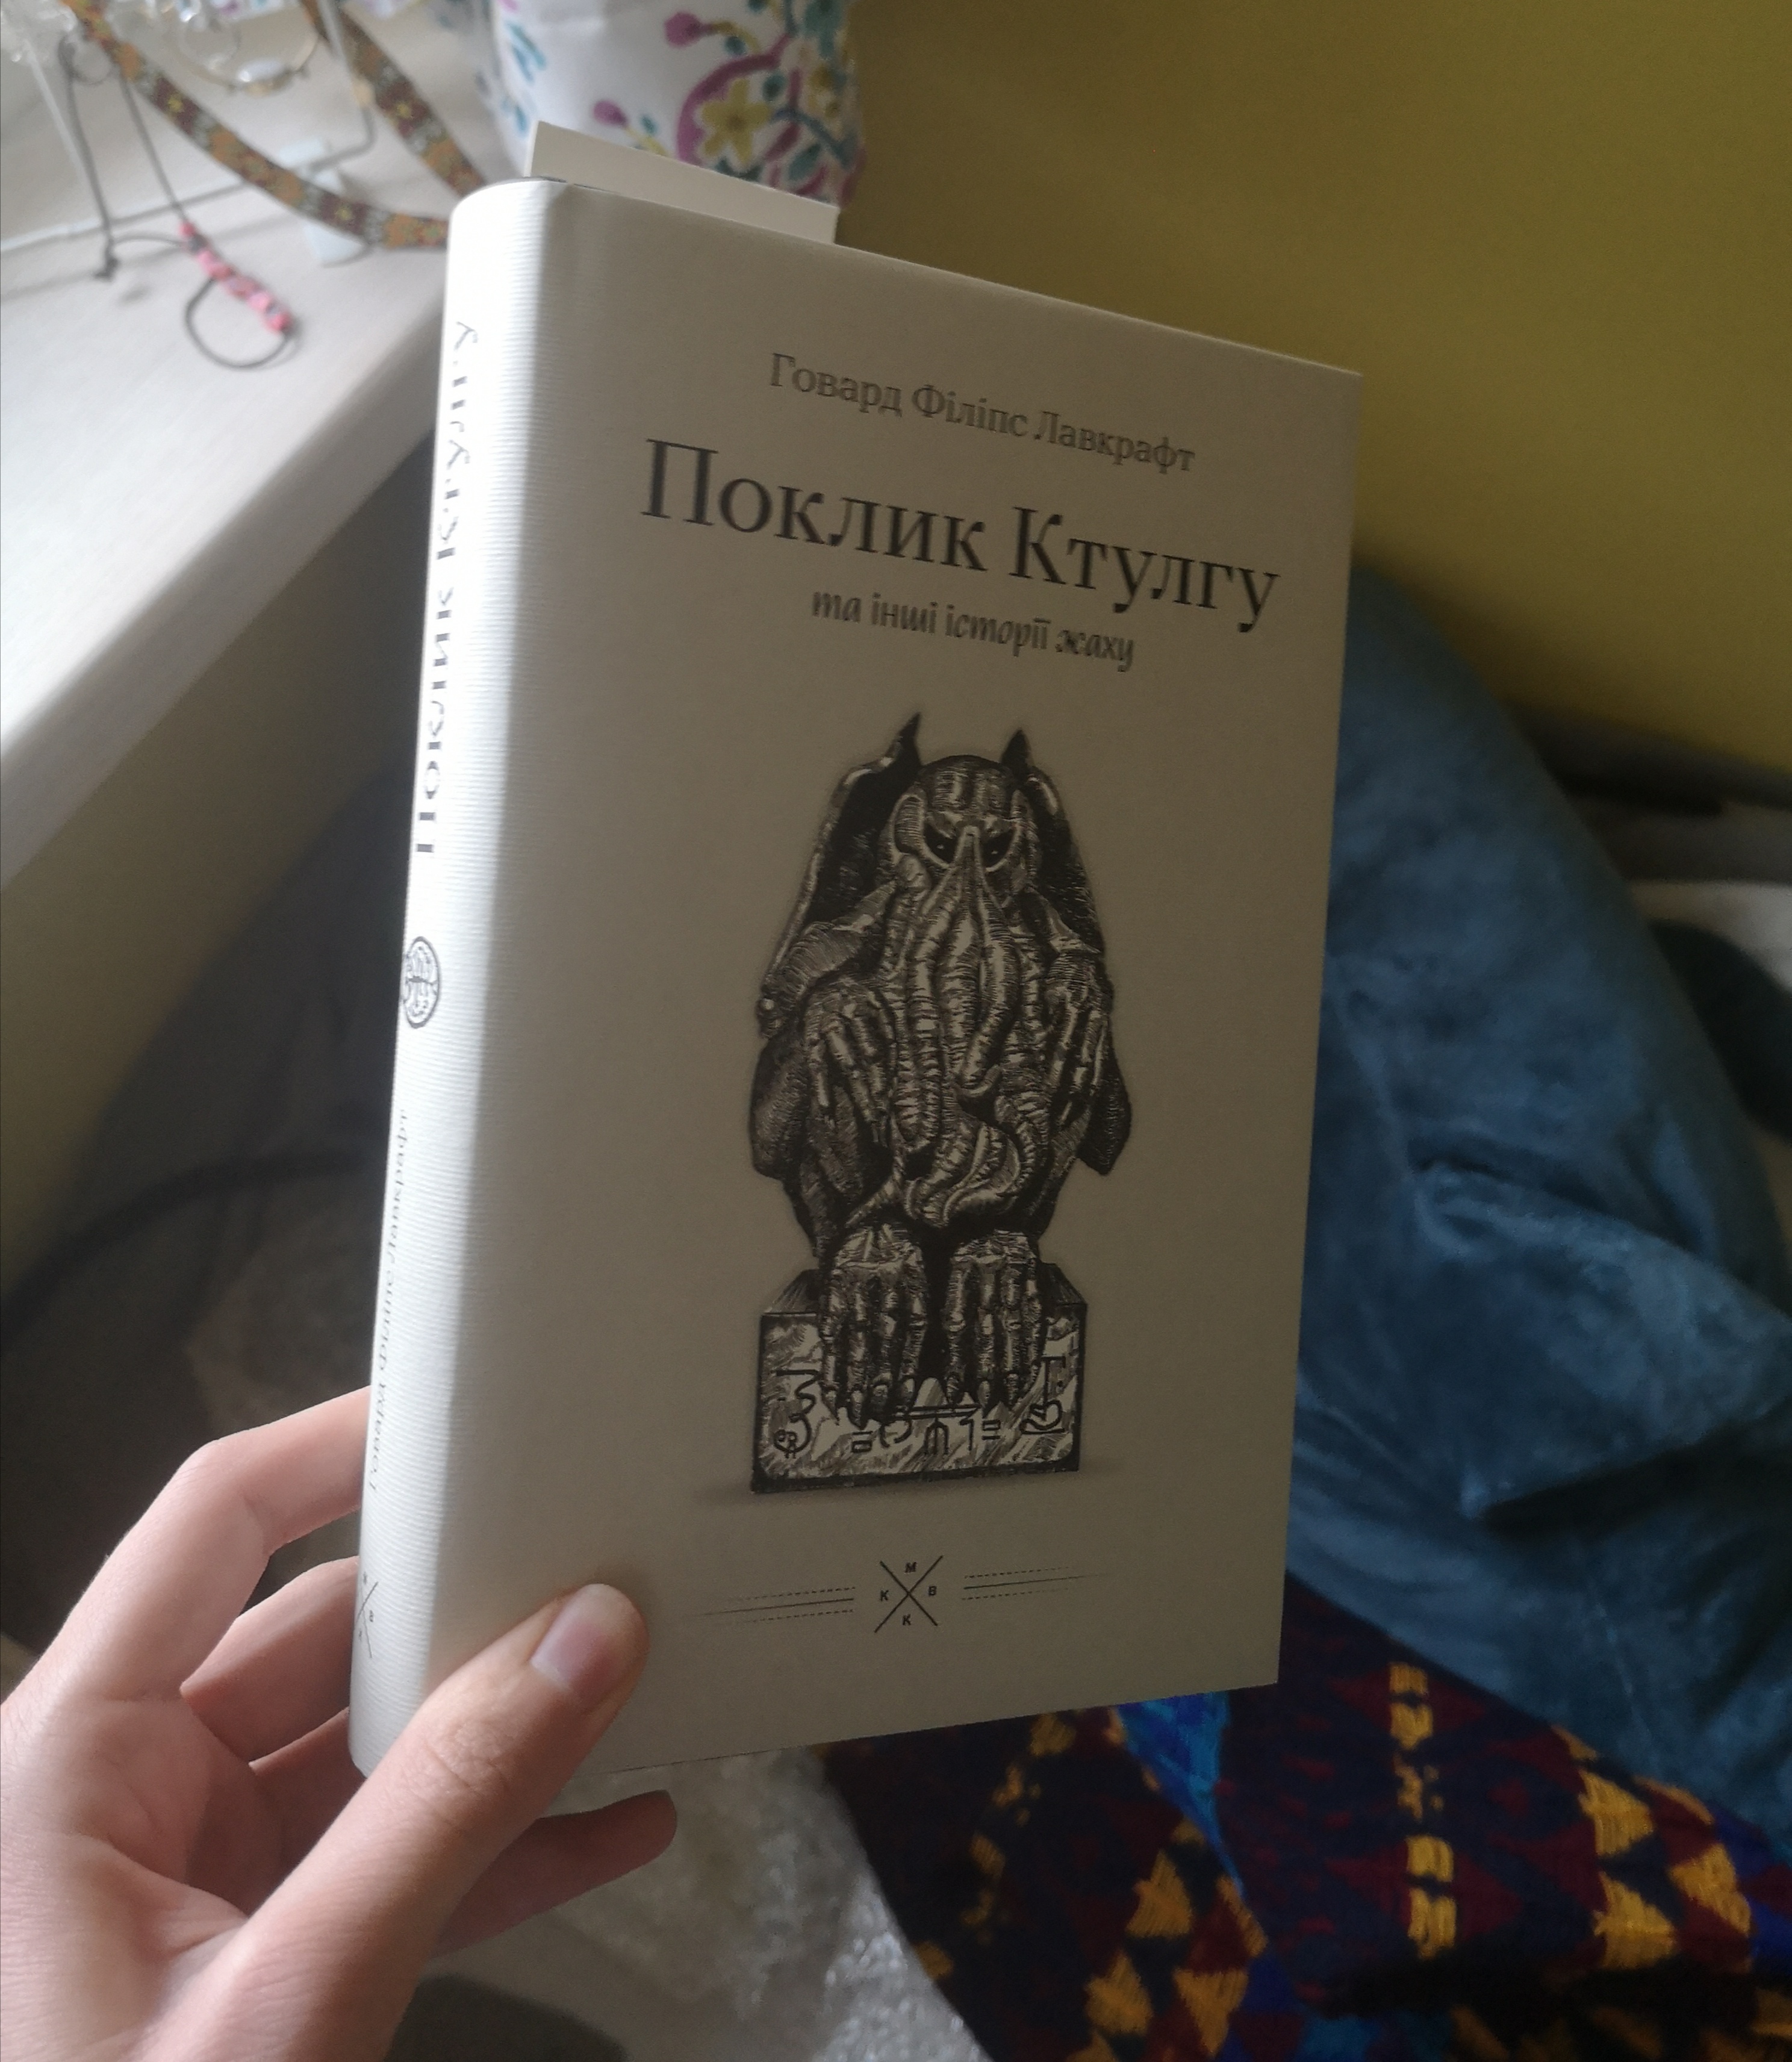 Говард Філіпс Лавкрафт
Поклик Ктулгу
та інші історії жаху
М
К В
К
Поклик Ктулгу
Говард Філіпс Лавкрафт